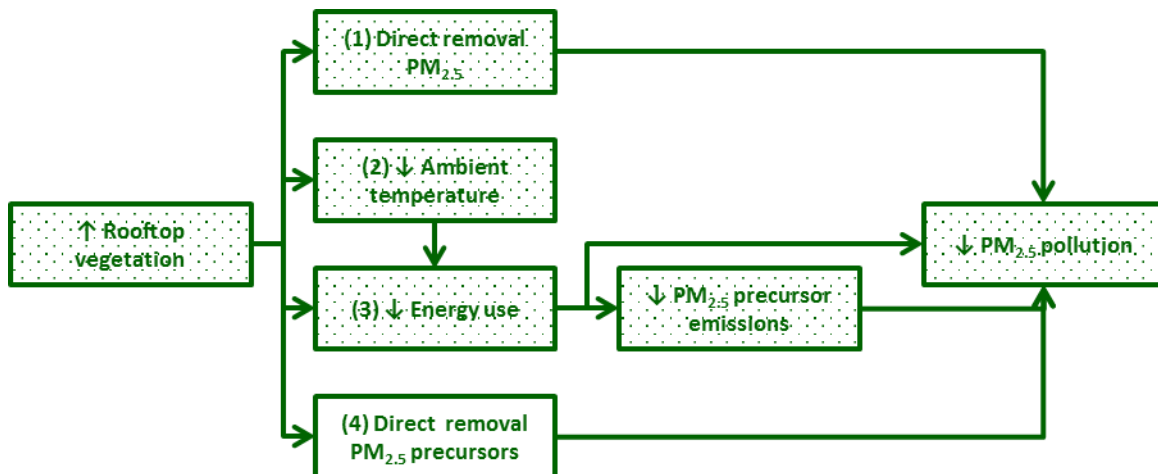 (1) Direct removal
PM2.5
(2) ↓ Ambient
temperature
↑ Rooftop
vegetation
↓ PM2.5 pollution
(3) ↓ Energy use
↓ PM2.5 precursor
emissions
(4) Direct removal
PM2.5 precursors